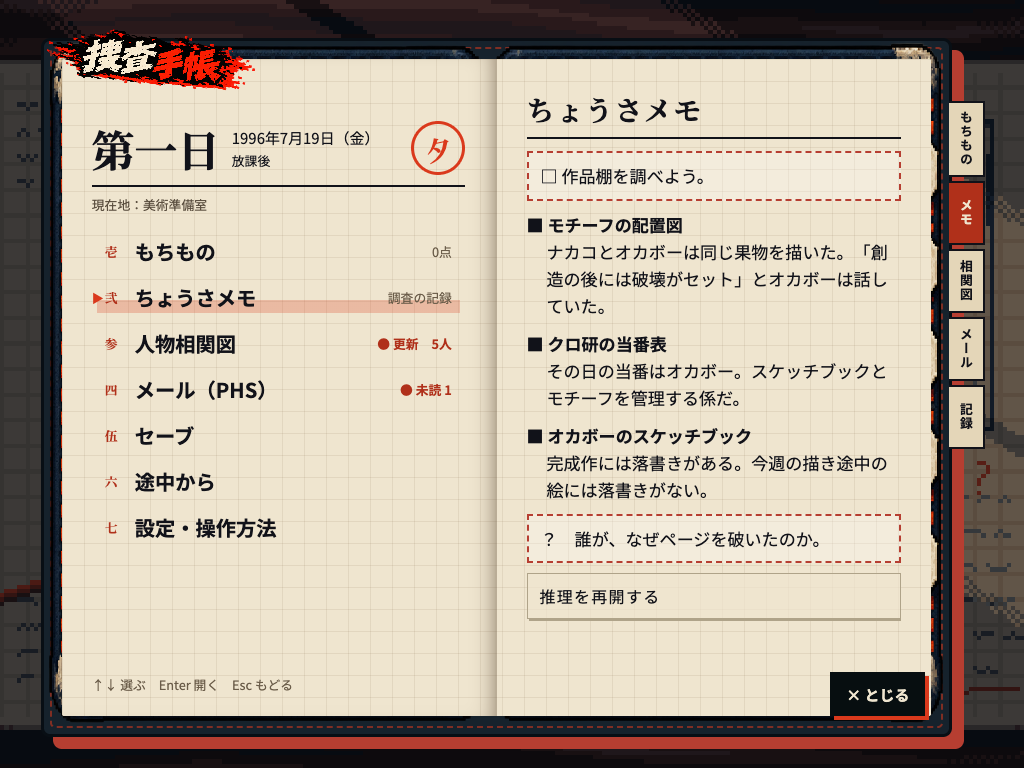 捜査手帳
第一日
1996年7月19日（金）
放課後
夕
現在地：美術準備室
壱 もちもの 0点
▶弐 ちょうさメモ 調査の記録
参 人物相関図 ●更新 5人
四 メール（PHS） ●未読 1
伍 セーブ
六 途中から
七 設定・操作方法
↑↓ 選ぶ Enter 開く Esc もどる
ちょうさメモ
□ 作品棚を調べよう。
■ モチーフの配置図
ナカコとオカボーは同じ果物を描いた。「創
造の後には破壊がセット」とオカボーは話し
ていた。
■ クロ研の当番表
その日の当番はオカボー。スケッチブックと
モチーフを管理する係だ。
■ オカボーのスケッチブック
完成作には落書きがある。今週の描き途中の
絵には落書きがない。
？ 誰が、なぜページを破いたのか。
推理を再開する
× とじる
もちもの
メモ
相関図
メール
記録
?